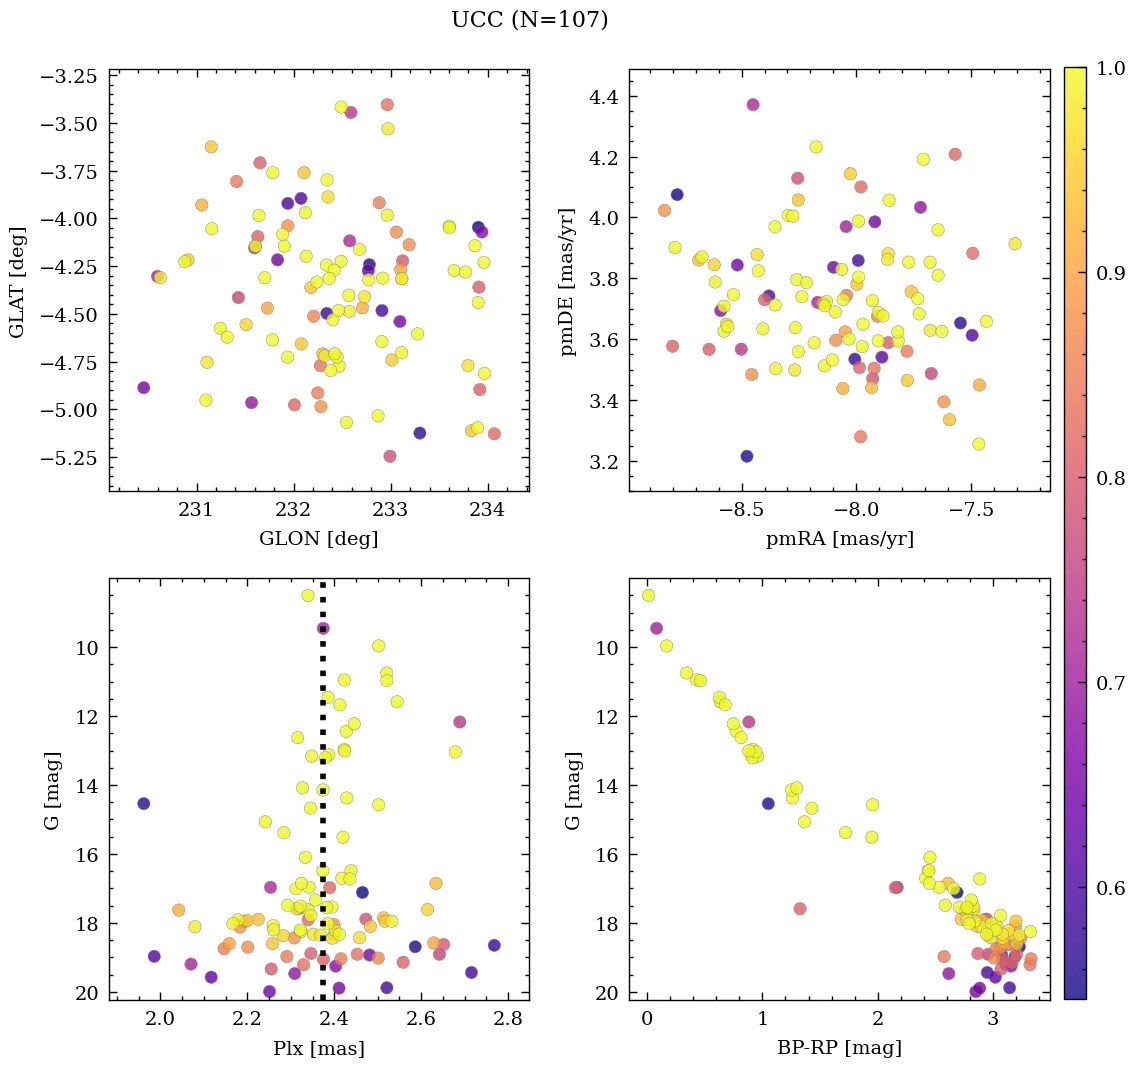 UCC (N=107)
−3.25
−3.50
−3.75
−4.00
−4.25
−4.50
−4.75
−5.00
−5.25
GLAT [deg]
231 232 233 234
GLON [deg]
4.4
4.2
4.0
3.8
3.6
3.4
3.2
pmDE [mas/yr]
−8.5 −8.0 −7.5
pmRA [mas/yr]
1.0
0.9
0.8
0.7
0.6
10
12
14
16
18
20
G [mag]
2.0 2.2 2.4 2.6 2.8
Plx [mas]
10
12
14
16
18
20
G [mag]
0 1 2 3
BP-RP [mag]